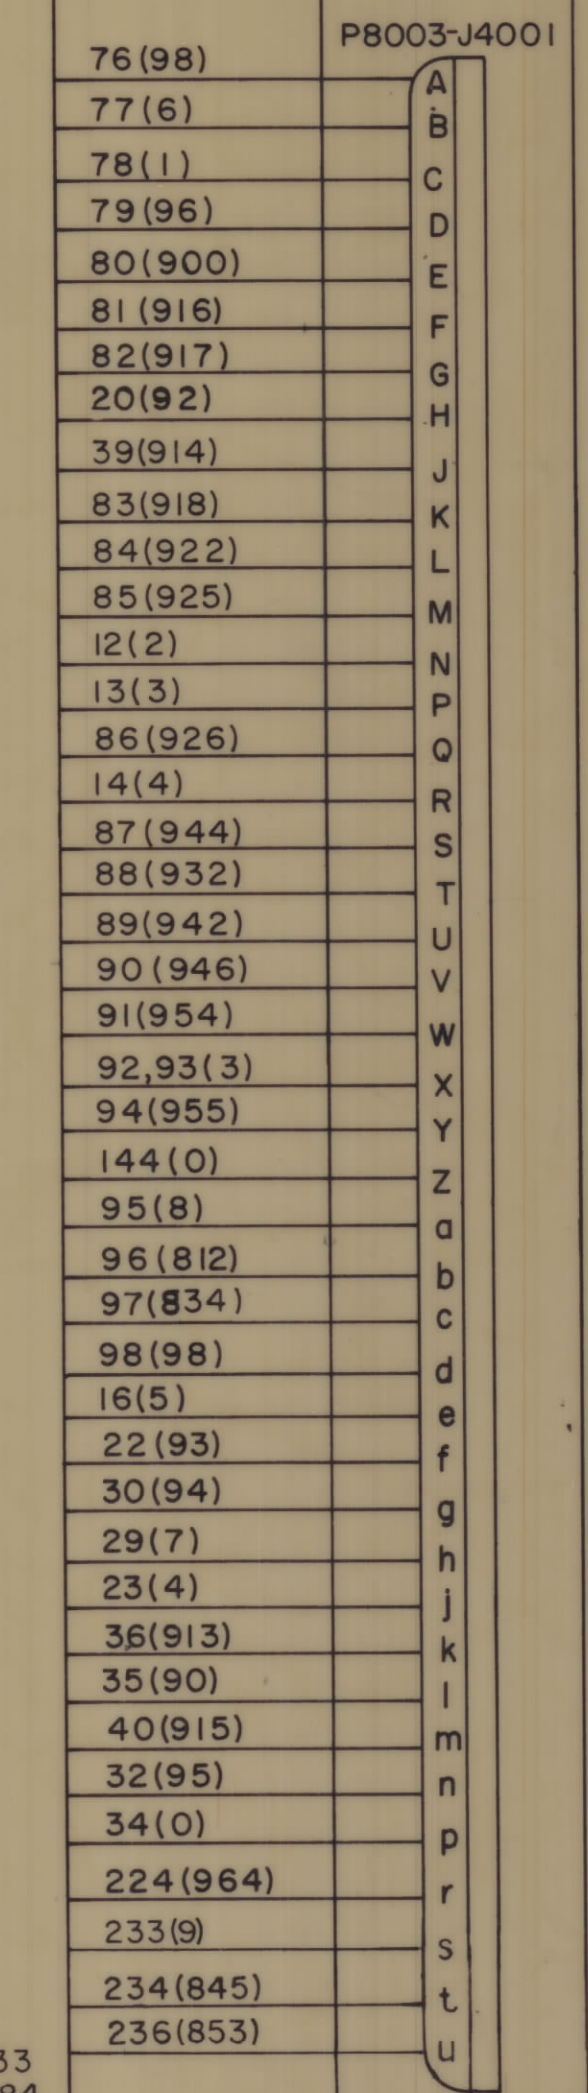 P8003-J4001
76(98) A
77(6) B
78(1) C
79(96) D
80(900) E
81(916) F
82(917) G
20(92) H
39(914) J
83(918) K
84(922) L
85(925) M
12(2) N
13(3) P
86(926) Q
14(4) R
87(944) S
88(932) T
89(942) U
90(946) V
91(954) W
92,93(3) X
94(955) Y
144(0) Z
95(8) a
96(812) b
97(834) c
98(98) d
16(5) e
22(93) f
30(94) g
29(7) h
23(4) j
36(913) k
35(90) l
40(915) m
32(95) n
34(0) p
224(964) r
233(9) s
234(845) t
236(853) u
33